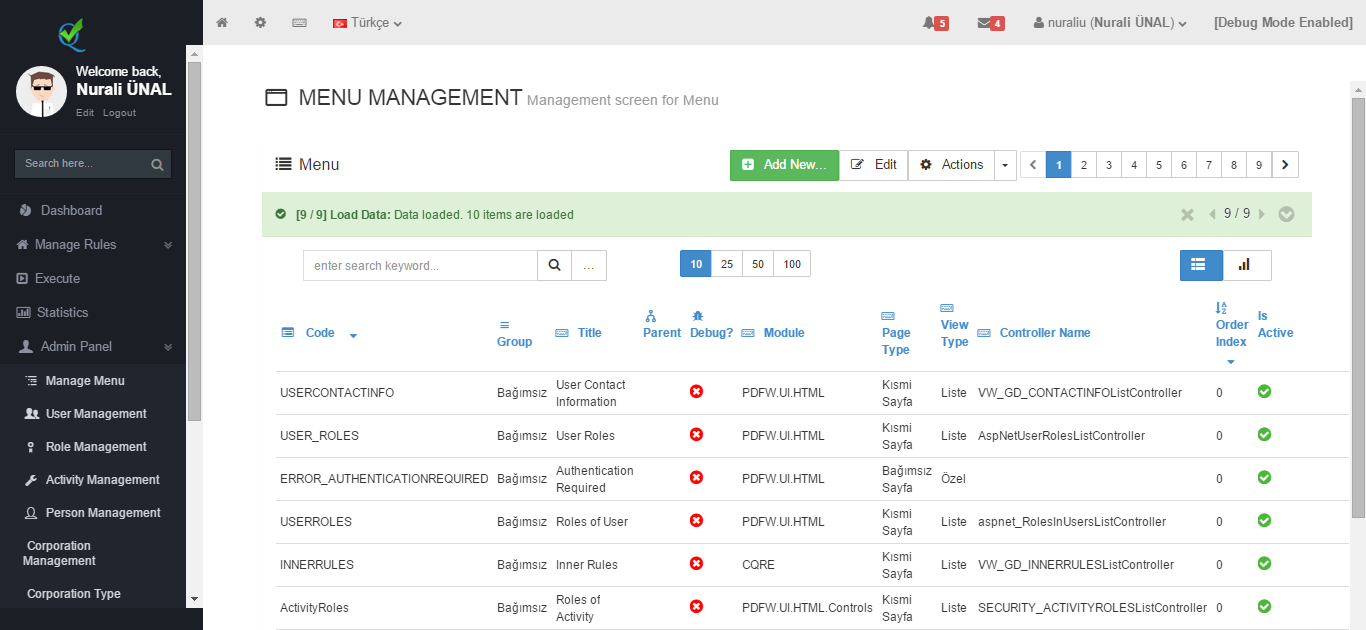 Türkçe
5
4
nuraliu (Nurali ÜNAL)
[Debug Mode Enabled]
Welcome back,
Nurali ÜNAL
Edit Logout
Search here...
Dashboard
Manage Rules
Execute
Statistics
Admin Panel
Manage Menu
User Management
Role Management
Activity Management
Person Management
Corporation
Management
Corporation Type
MENU MANAGEMENT Management screen for Menu
Menu
Add New... Edit Actions 1 2 3 4 5 6 7 8 9
[9 / 9] Load Data: Data loaded. 10 items are loaded
9 / 9
enter search keyword... ...
10 25 50 100
Code
Group
Title
Parent
Debug?
Module
Page
Type
View
Type
Controller Name
Order
Index
Is
Active
USERCONTACTINFO Bağımsız User Contact
Information
PDFW.UI.HTML Kısmi
Sayfa
Liste VW_GD_CONTACTINFOListController 0
USER_ROLES Bağımsız User Roles PDFW.UI.HTML Kısmi
Sayfa
Liste AspNetUserRolesListController 0
ERROR_AUTHENTICATIONREQUIRED Bağımsız Authentication
Required
Bağımsız
Sayfa
Özel 0
USERROLES Bağımsız Roles of User PDFW.UI.HTML Kısmi
Sayfa
Liste aspnet_RolesInUsersListController 0
INNERRULES Bağımsız Inner Rules CQRE Kısmi
Sayfa
Liste VW_GD_INNERRULESListController 0
ActivityRoles Bağımsız Roles of
Activity
PDFW.UI.HTML.Controls Kısmi
Sayfa
Liste SECURITY_ACTIVITYROLESListController 0